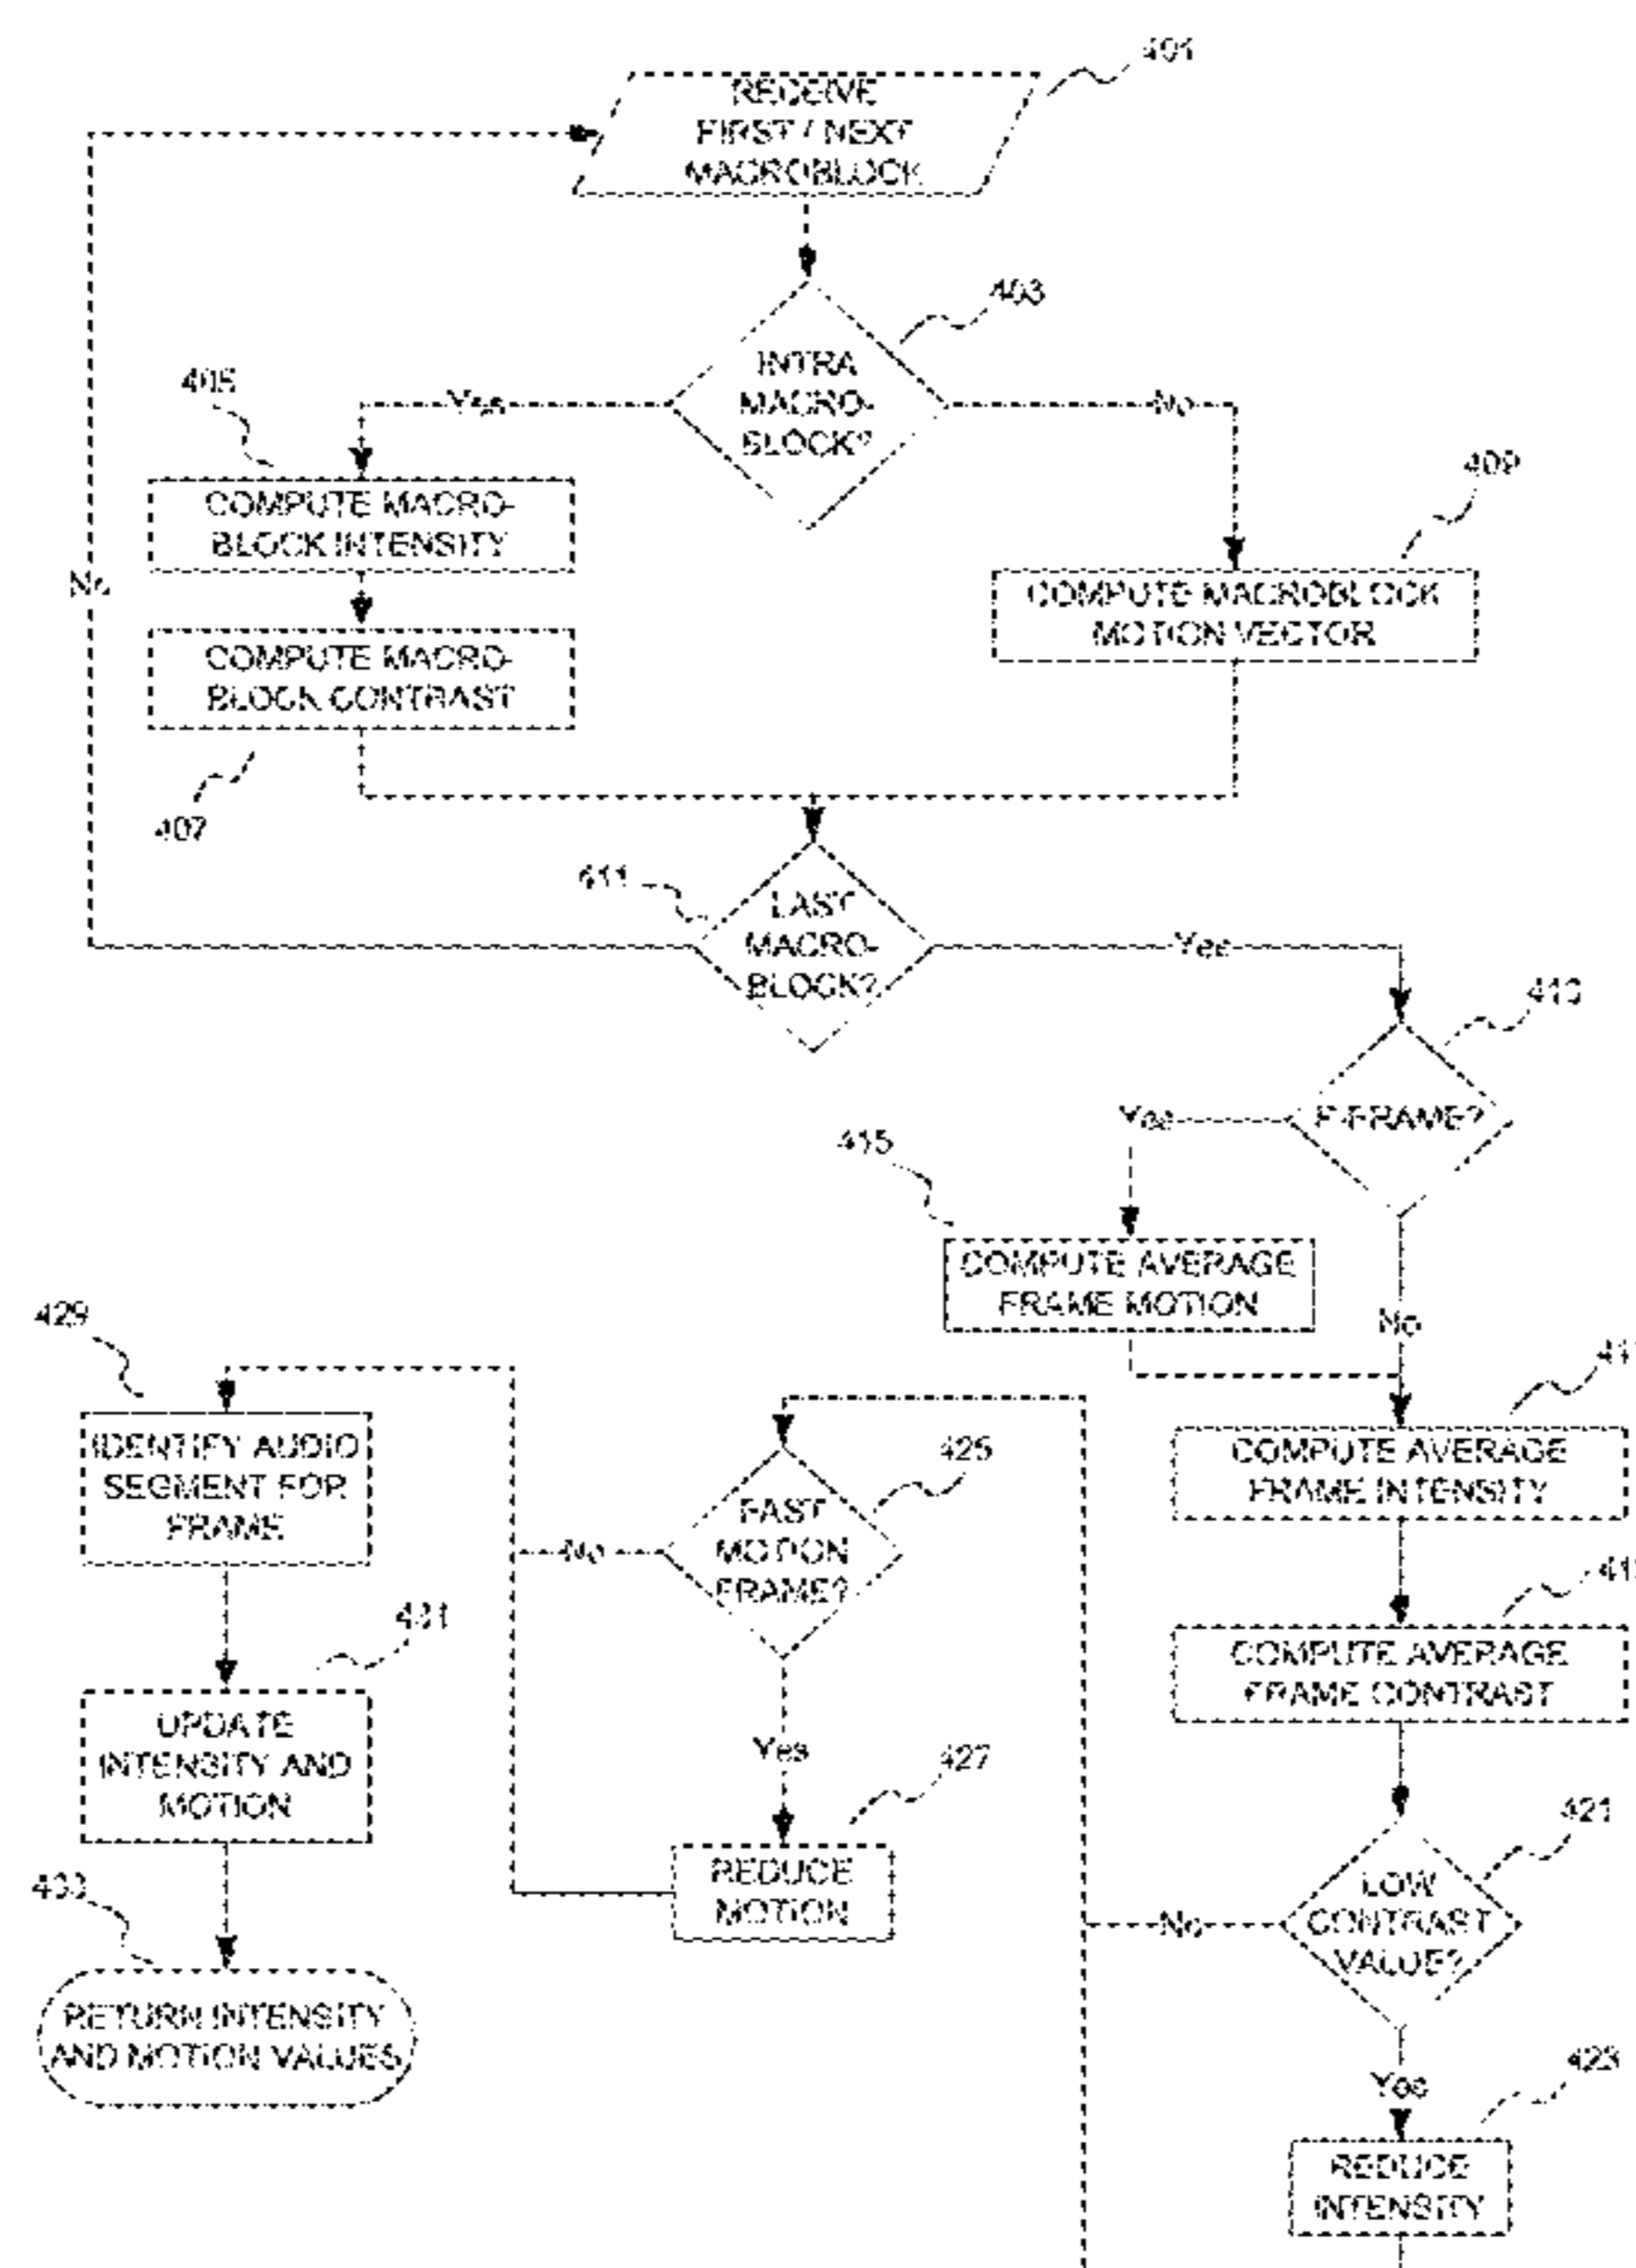 401
RECEIVE
FIRST / NEXT
MACROBLOCK
403
INTRA
MACRO-
BLOCK?
Yes
No
405
COMPUTE MACRO-
BLOCK INTENSITY
409
COMPUTE MACROBLOCK
MOTION VECTOR
No
COMPUTE MACRO-
BLOCK CONTRAST
407
411
LAST
MACRO-
BLOCK?
Yes
413
P-FRAME?
Yes
415
COMPUTE AVERAGE
FRAME MOTION
No
COMPUTE AVERAGE
FRAME INTENSITY
COMPUTE AVERAGE
FRAME CONTRAST
421
LOW
CONTRAST
VALUE?
No
Yes
423
REDUCE
INTENSITY
425
FAST
MOTION
FRAME?
No
Yes
427
REDUCE
MOTION
429
IDENTIFY AUDIO
SEGMENT FOR
FRAME
431
UPDATE
INTENSITY AND
MOTION
433
RETURN INTENSITY
AND MOTION VALUES